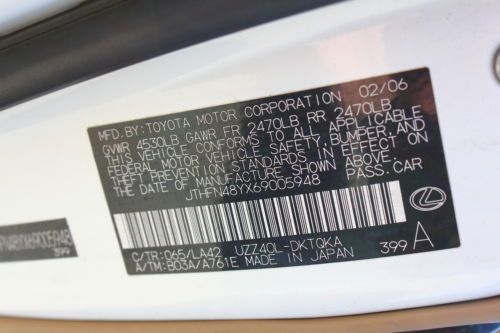 MFD. BY: TOYOTA MOTOR CORPORATION 02/06
GVWR 4530LB GAWR FR 2470LB RR 2470LB
THIS VEHICLE CONFORMS TO ALL APPLICABLE
FEDERAL MOTOR VEHICLE SAFETY, BUMPER, AND
THEFT PREVENTION STANDARDS IN EFFECT ON
THE DATE OF MANUFACTURE SHOWN ABOVE.
JTHFN48YX69005948 PASS.CAR
C/TR: 065/LA42 UZZ40L-DKTQKA
A/TM: B03A/A761E MADE IN JAPAN 399 A
399